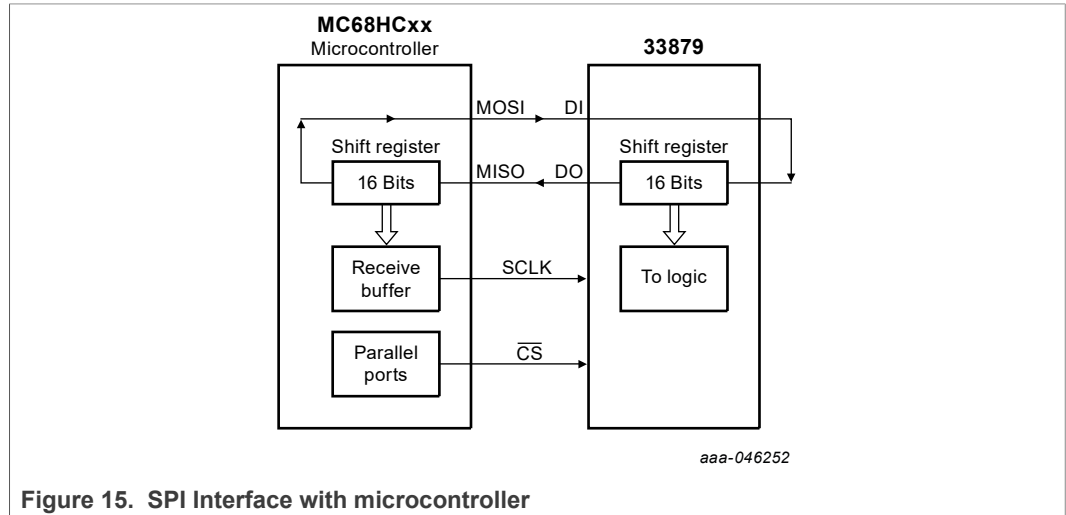 MC68HCxx
Microcontroller
33879
MOSI DI
Shift register
Shift register
16 Bits
MISO DO
16 Bits
Receive
buffer
SCLK
To logic
Parallel
ports
CS
aaa-046252
Figure 15. SPI Interface with microcontroller